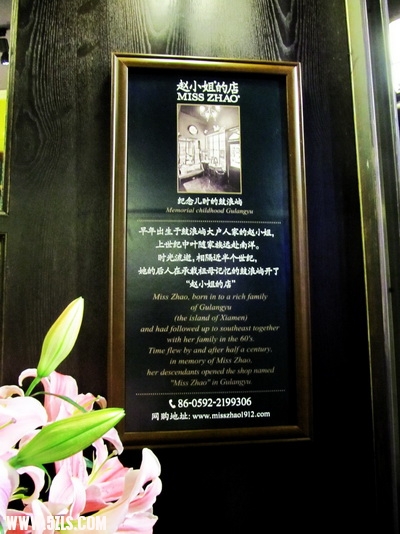 赵小姐的店
MISS ZHAO®
纪念儿时的鼓浪屿
Memorial childhood Gulangyu
早年出生于鼓浪屿大户人家的赵小姐,
上世纪中叶随家族远赴南洋。
时光流逝。相隔近半个世纪,
她的后人在承载祖母记忆的鼓浪屿开了
“赵小姐的店”
Miss Zhao, born in to a rich family
of Gulangyu
(the island of Xiamen)
and had followed up to southeast together
with her family in the 60's.
Time flew by and after half a century,
in memory of Miss Zhao,
her descendants opened the shop named
"Miss Zhao" in Gulangyu
86-0592-2199306
网购地址: www.misszhao1912.com
WWW.5ZLS.COM